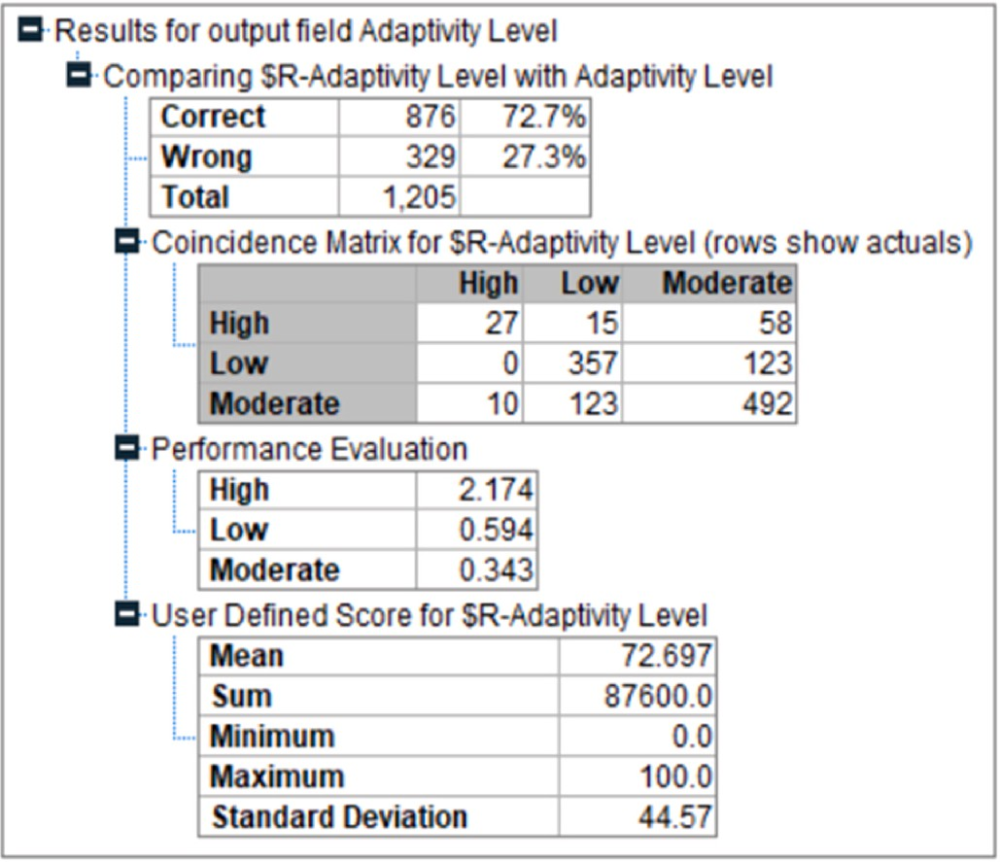 Results for output field Adaptivity Level
Comparing $R-Adaptivity Level with Adaptivity Level
Correct 876 72.7%
Wrong 329 27.3%
Total 1,205
Coincidence Matrix for $R-Adaptivity Level (rows show actuals)
High Low Moderate
High 27 15 58
Low 0 357 123
Moderate 10 123 492
Performance Evaluation
High 2.174
Low 0.594
Moderate 0.343
User Defined Score for $R-Adaptivity Level
Mean 72.697
Sum 87600.0
Minimum 0.0
Maximum 100.0
Standard Deviation 44.57